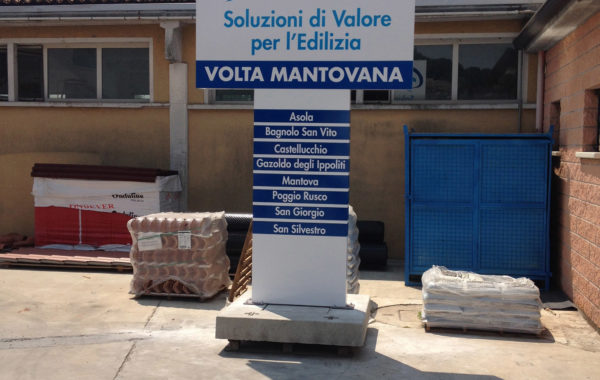 Soluzioni di Valore
per l'Edilizia
VOLTA MANTOVANA
Asola
Bagnolo San Vito
Castellucchio
Gazoldo degli Ippoliti
Mantova
Poggio Rusco
San Giorgio
San Silvestro
Onduline